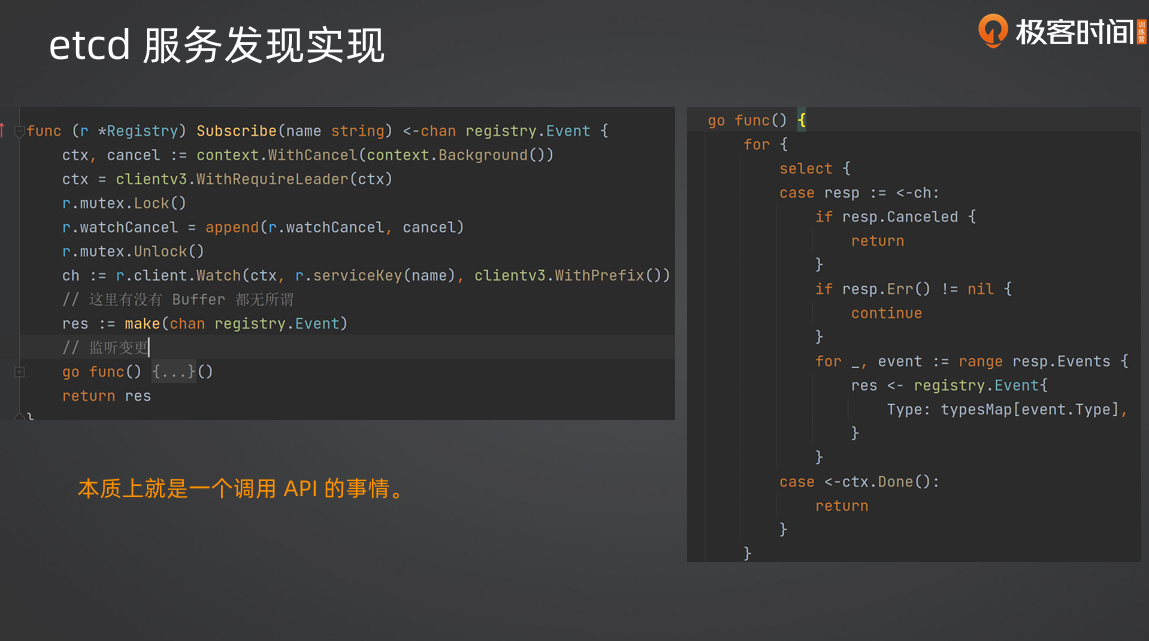 etcd 服务发现实现
极客时间
训练营
func (r *Registry) Subscribe(name string) <-chan registry.Event {
ctx, cancel := context.WithCancel(context.Background())
ctx = clientv3.WithRequireLeader(ctx)
r.mutex.Lock()
r.watchCancel = append(r.watchCancel, cancel)
r.mutex.Unlock()
ch := r.client.Watch(ctx, r.serviceKey(name), clientv3.WithPrefix())
// 这里有没有 Buffer 都无所谓
res := make(chan registry.Event)
// 监听变更
go func() {...}()
return res
}
本质上就是一个调用 API 的事情。
go func() {
for {
select {
case resp := <-ch:
if resp.Canceled {
return
}
if resp.Err() != nil {
continue
}
for _, event := range resp.Events {
res <- registry.Event{
Type: typesMap[event.Type],
}
}
case <-ctx.Done():
return
}
}